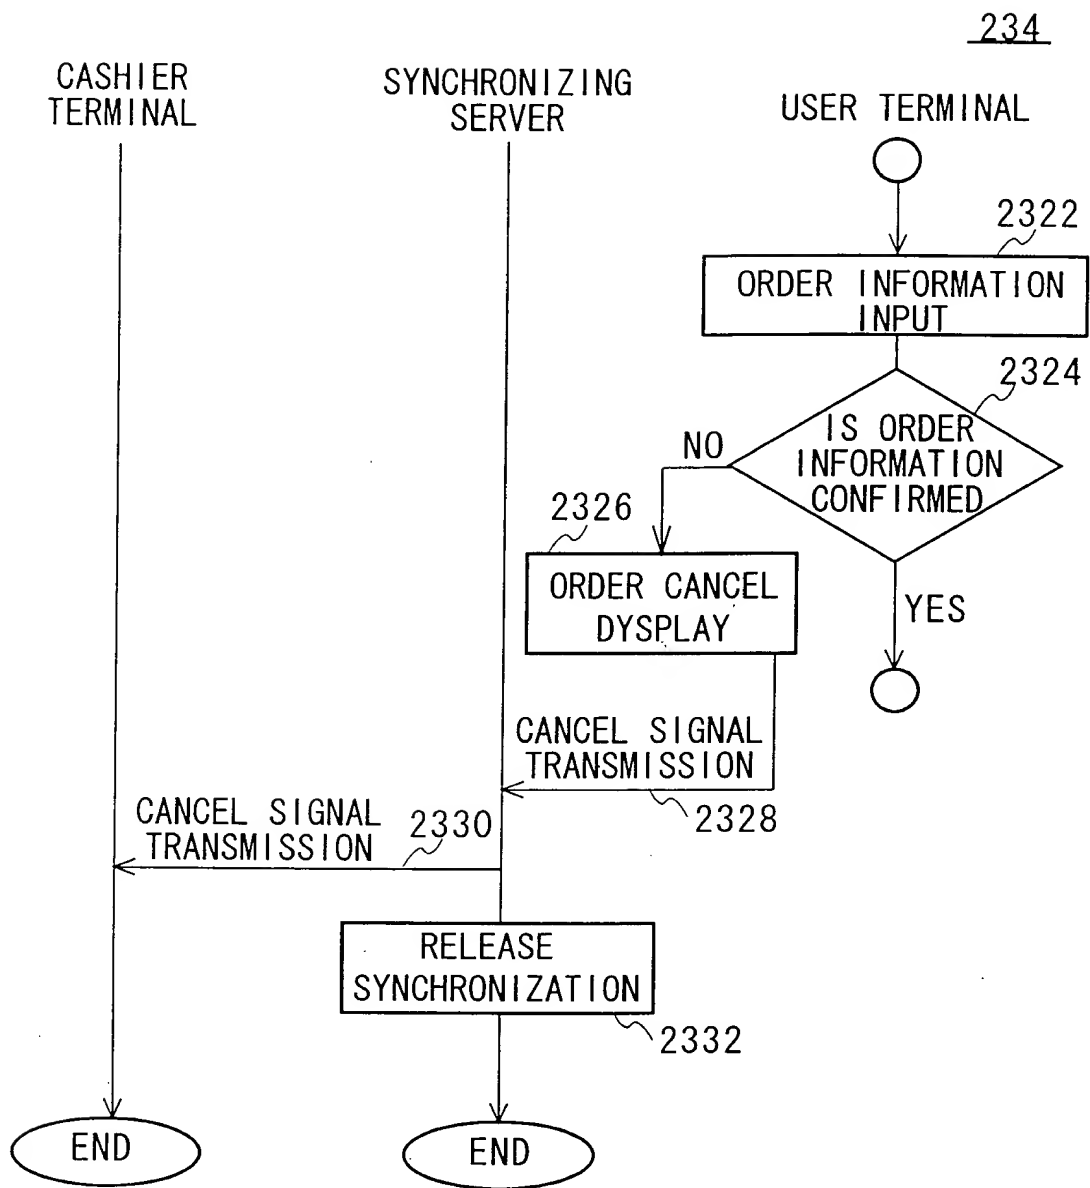 234
CASHIER
TERMINAL
SYNCHRONIZING
SERVER
USER TERMINAL
2322
ORDER INFORMATION
INPUT
2324
IS ORDER
INFORMATION
CONFIRMED
NO
2326
ORDER CANCEL
DYSPLAY
YES
CANCEL SIGNAL
TRANSMISSION
2328
CANCEL SIGNAL
TRANSMISSION
2330
RELEASE
SYNCHRONIZATION
2332
END
END